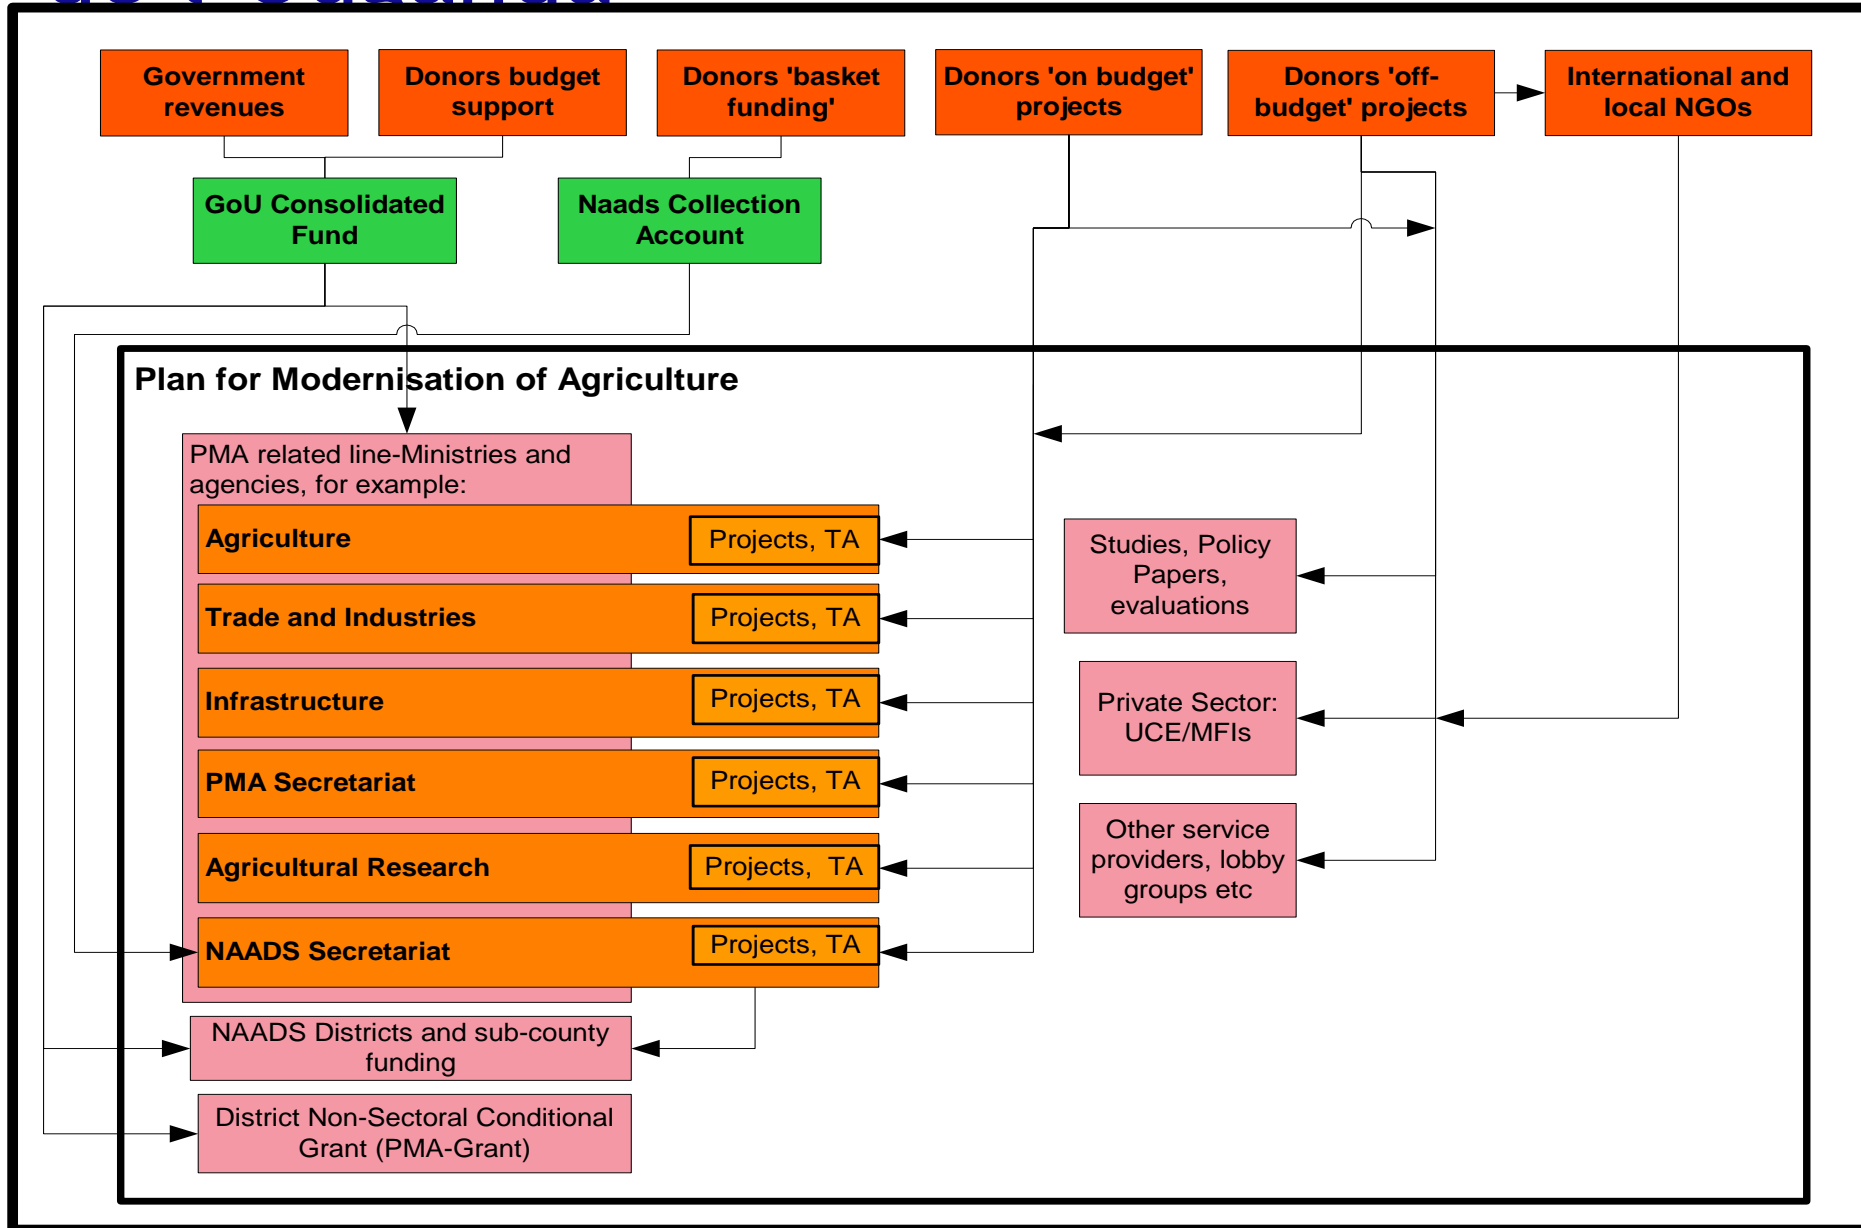 Government
revenues
Donors budget
support
Donors 'basket
funding'
Donors 'on budget'
projects
Donors 'off-
budget' projects
International and
local NGOs
GoU Consolidated
Fund
Naads Collection
Account
Plan for Modernisation of Agriculture
PMA related line-Ministries and
agencies, for example:
Agriculture
Projects, TA
Trade and Industries
Projects, TA
Infrastructure
Projects, TA
PMA Secretariat
Projects, TA
Agricultural Research
Projects, TA
NAADS Secretariat
Projects, TA
NAADS Districts and sub-county
funding
District Non-Sectoral Conditional
Grant (PMA-Grant)
Studies, Policy
Papers,
evaluations
Private Sector:
UCE/MFIs
Other service
providers, lobby
groups etc